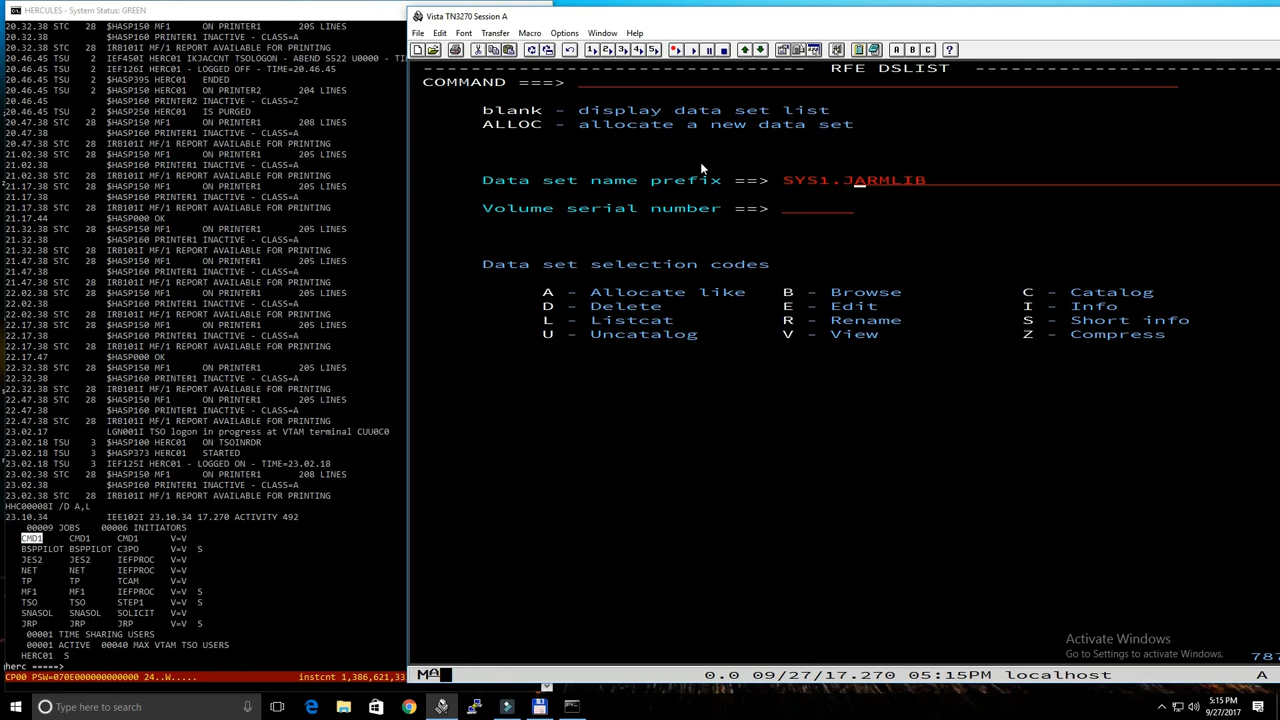 HERCULES - System Status: GREEN
20.32.38 STC 28 $HASP150 MF1 ON PRINTER1 205 LINES
20.32.38 $HASP160 PRINTER1 INACTIVE - CLASS=A
20.32.38 STC 28 IRB101I MF/1 REPORT AVAILABLE FOR PRINTING
20.46.45 TSU 2 IEF450I HERC01 IKJACCNT TSOLOGON - ABEND S522 U0000 - TI
20.46.45 TSU 2 IEF126I HERC01 - LOGGED OFF - TIME=20.46.45
20.46.45 TSU 2 $HASP395 HERC01 ENDED
20.46.45 TSU 2 $HASP150 HERC01 ON PRINTER2 204 LINES
20.46.45 $HASP160 PRINTER2 INACTIVE - CLASS=Z
20.46.45 TSU 2 $HASP250 HERC01 IS PURGED
20.47.38 STC 28 $HASP150 MF1 ON PRINTER1 208 LINES
20.47.38 $HASP160 PRINTER1 INACTIVE - CLASS=A
20.47.38 STC 28 IRB101I MF/1 REPORT AVAILABLE FOR PRINTING
21.02.38 STC 28 $HASP150 MF1 ON PRINTER1 205 LINES
21.02.38 $HASP160 PRINTER1 INACTIVE - CLASS=A
21.02.38 STC 28 IRB101I MF/1 REPORT AVAILABLE FOR PRINTING
21.17.38 STC 28 $HASP150 MF1 ON PRINTER1 205 LINES
21.17.38 $HASP160 PRINTER1 INACTIVE - CLASS=A
21.17.38 STC 28 IRB101I MF/1 REPORT AVAILABLE FOR PRINTING
21.17.44 $HASP000 OK
21.32.38 STC 28 $HASP150 MF1 ON PRINTER1 205 LINES
21.32.38 $HASP160 PRINTER1 INACTIVE - CLASS=A
21.32.38 STC 28 IRB101I MF/1 REPORT AVAILABLE FOR PRINTING
21.47.38 STC 28 $HASP150 MF1 ON PRINTER1 205 LINES
21.47.38 $HASP160 PRINTER1 INACTIVE - CLASS=A
21.47.38 STC 28 IRB101I MF/1 REPORT AVAILABLE FOR PRINTING
22.02.38 STC 28 $HASP150 MF1 ON PRINTER1 205 LINES
22.02.38 $HASP160 PRINTER1 INACTIVE - CLASS=A
22.02.38 STC 28 IRB101I MF/1 REPORT AVAILABLE FOR PRINTING
22.17.38 STC 28 $HASP150 MF1 ON PRINTER1 205 LINES
22.17.38 $HASP160 PRINTER1 INACTIVE - CLASS=A
22.17.38 STC 28 IRB101I MF/1 REPORT AVAILABLE FOR PRINTING
22.17.47 $HASP000 OK
22.32.38 STC 28 $HASP150 MF1 ON PRINTER1 205 LINES
22.32.38 $HASP160 PRINTER1 INACTIVE - CLASS=A
22.32.38 STC 28 IRB101I MF/1 REPORT AVAILABLE FOR PRINTING
22.47.38 STC 28 $HASP150 MF1 ON PRINTER1 205 LINES
22.47.38 $HASP160 PRINTER1 INACTIVE - CLASS=A
22.47.38 STC 28 IRB101I MF/1 REPORT AVAILABLE FOR PRINTING
23.02.17 LGN001I TSO logon in progress at VTAM terminal CUU0C0
23.02.18 TSU 3 $HASP100 HERC01 ON TSOINRDR
23.02.18 TSU 3 $HASP373 HERC01 STARTED
23.02.18 TSU 3 IEF125I HERC01 - LOGGED ON - TIME=23.02.18
23.02.38 STC 28 $HASP150 MF1 ON PRINTER1 208 LINES
23.02.38 $HASP160 PRINTER1 INACTIVE - CLASS=A
23.02.38 STC 28 IRB101I MF/1 REPORT AVAILABLE FOR PRINTING
HHC00008I /D A,L
23.10.34 IEE102I 23.10.34 17.270 ACTIVITY 492
00009 JOBS 00006 INITIATORS
CMD1 CMD1 CMD1 V=V
BSPPILOT BSPPILOT C3PO V=V S
JES2 JES2 IEFPROC V=V
NET NET IEFPROC V=V
TP TP TCAM V=V
MF1 MF1 IEFPROC V=V S
TSO TSO STEP1 V=V S
SNASOL SNASOL SOLICIT V=V
JRP JRP JRP V=V S
00001 TIME SHARING USERS
00001 ACTIVE 00040 MAX VTAM TSO USERS
HERC01 S
herc =====>
CP00 PSW=070E000000000000 24..W..... instcnt 1,386,621,33
Vista TN3270 Session A
File Edit Font Transfer Macro Options Window Help
1 2 3 4 5 A B C ?
RFE DSLIST
COMMAND ===>
blank - display data set list
ALLOC - allocate a new data set
Data set name prefix ==> SYS1.JARMLIB
Volume serial number ==>
Data set selection codes
A - Allocate like B - Browse C - Catalog
D - Delete E - Edit I - Info
L - Listcat R - Rename S - Short info
U - Uncatalog V - View Z - Compress
Activate Windows
Go to Settings to activate Windows.
787
0.0 09/27/17.270 05:15PM localhost A
Type here to search
5:15 PM
9/27/2017